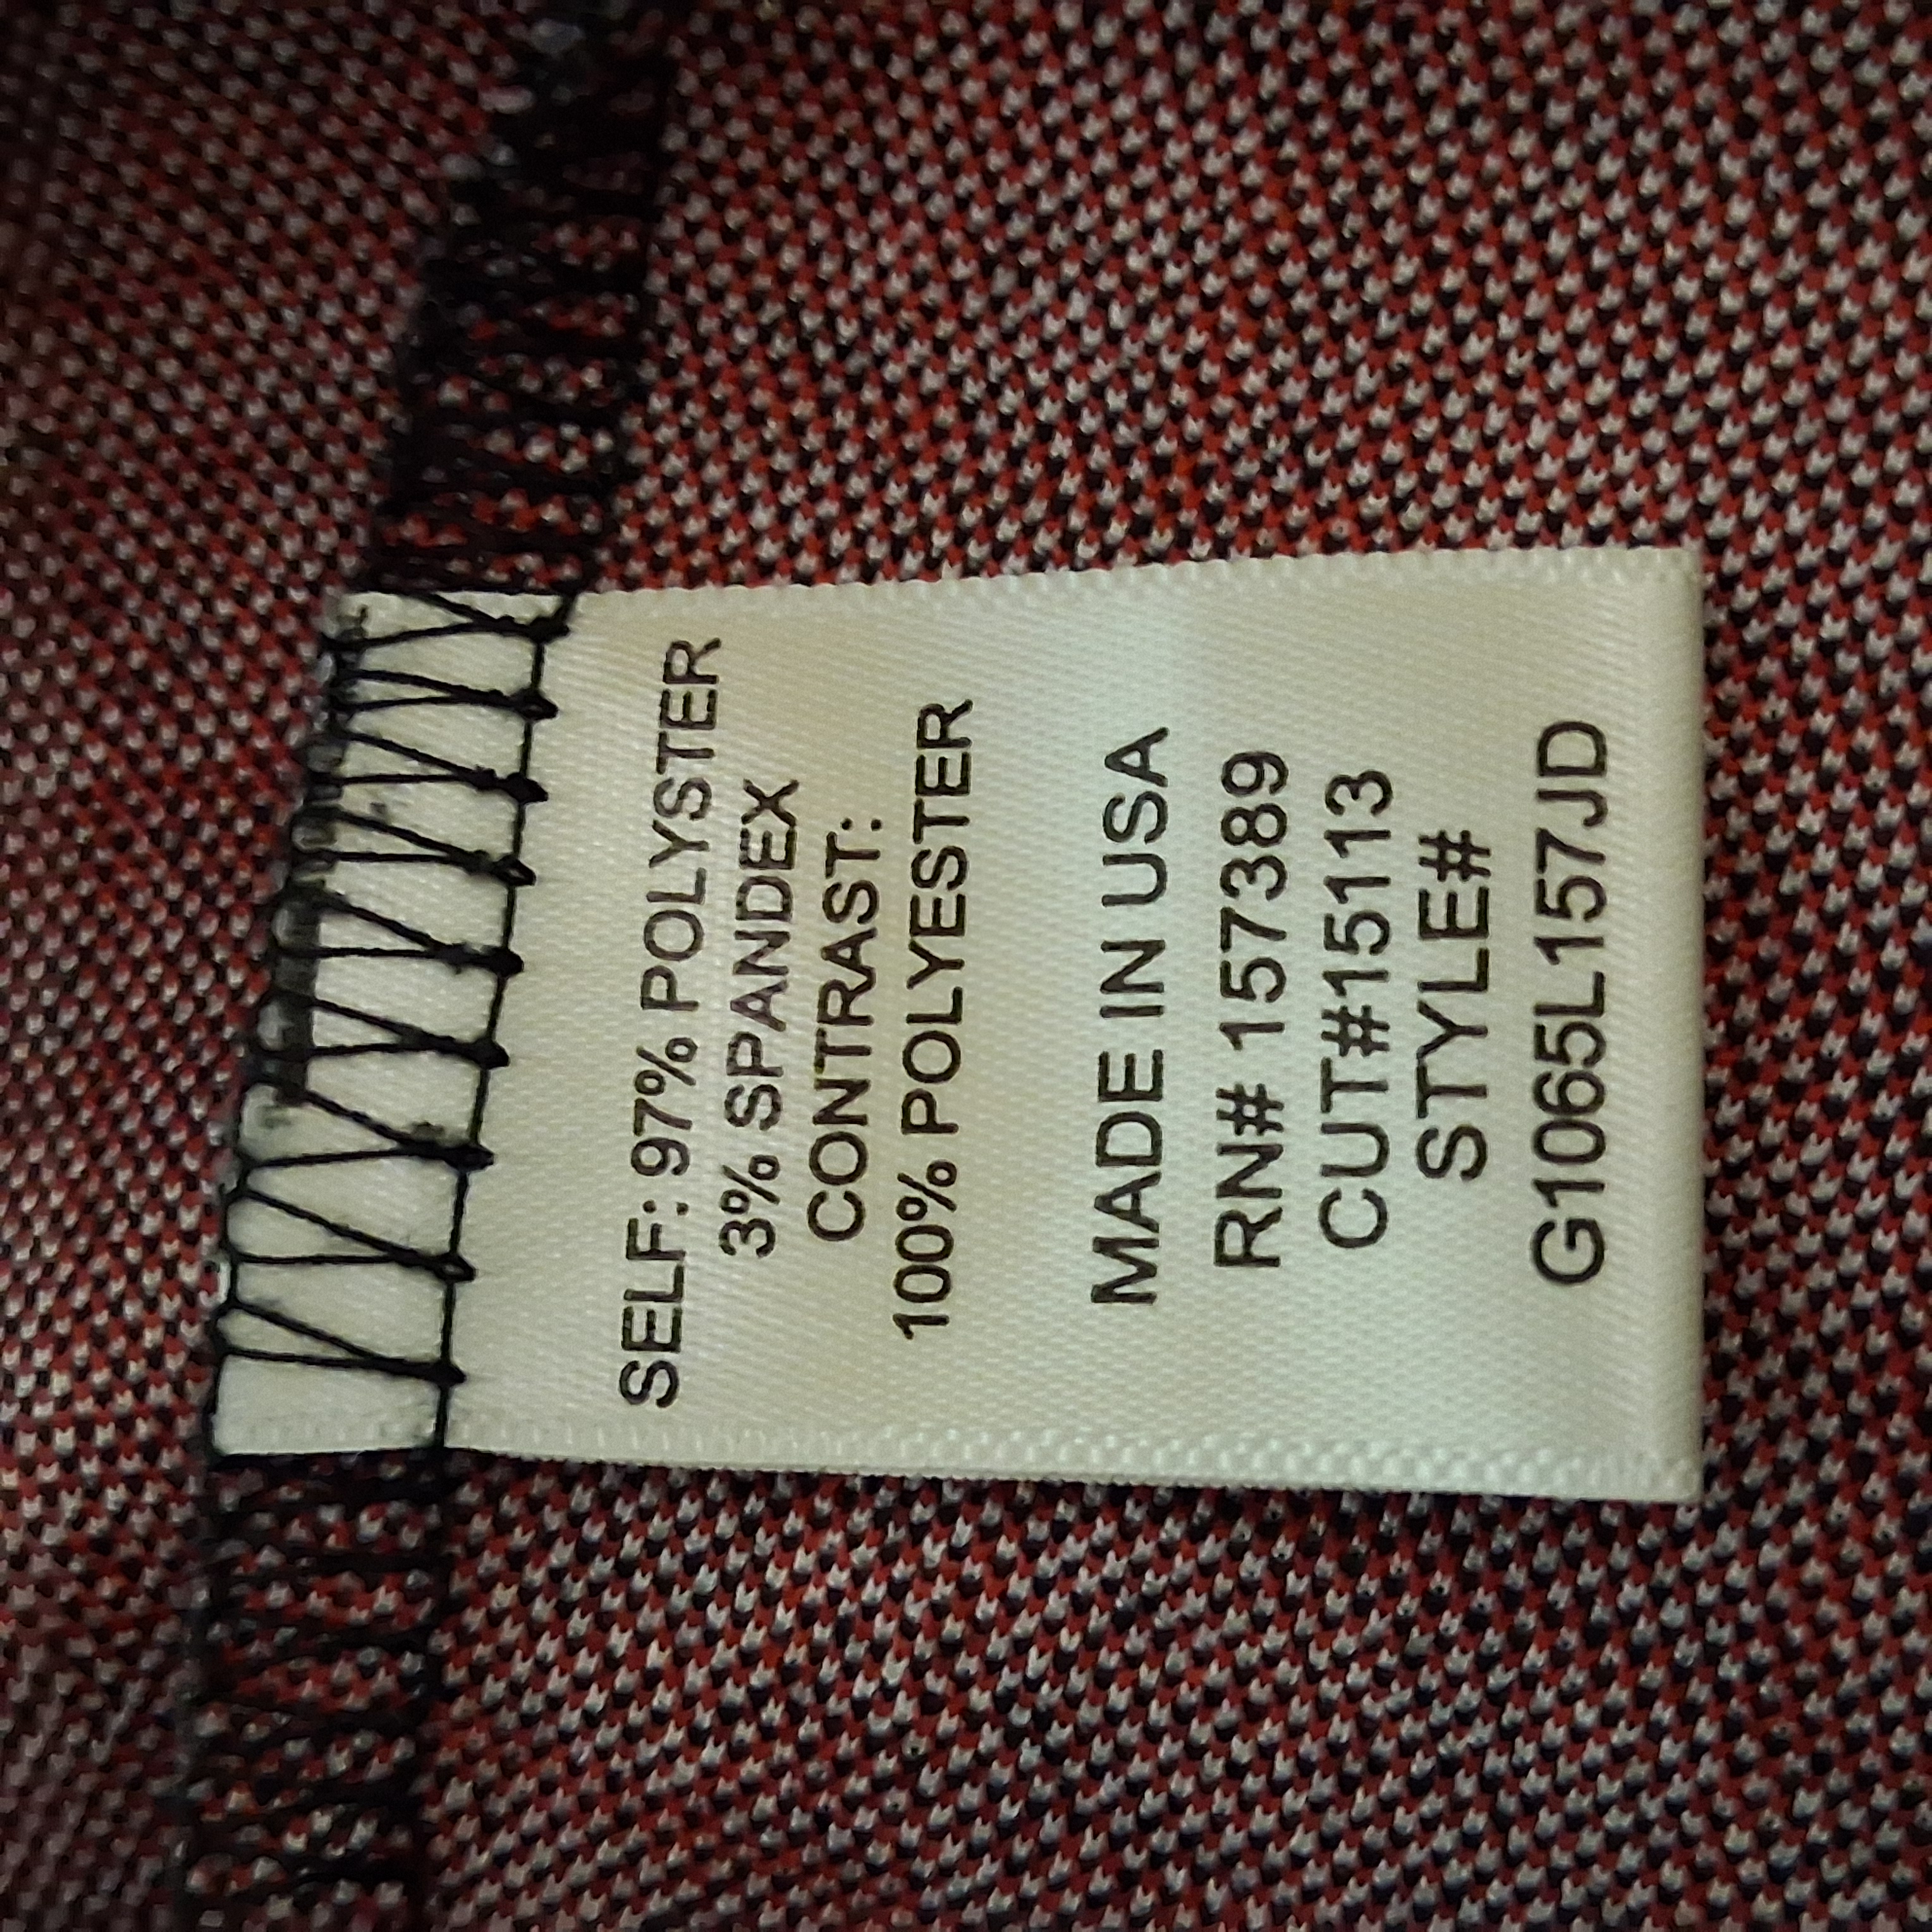 SELF: 97% POLYSTER
3% SPANDEX
CONTRAST:
100% POLYESTER
MADE IN USA
RN# 157389
CUT#15113
STYLE#
G1065L157JD